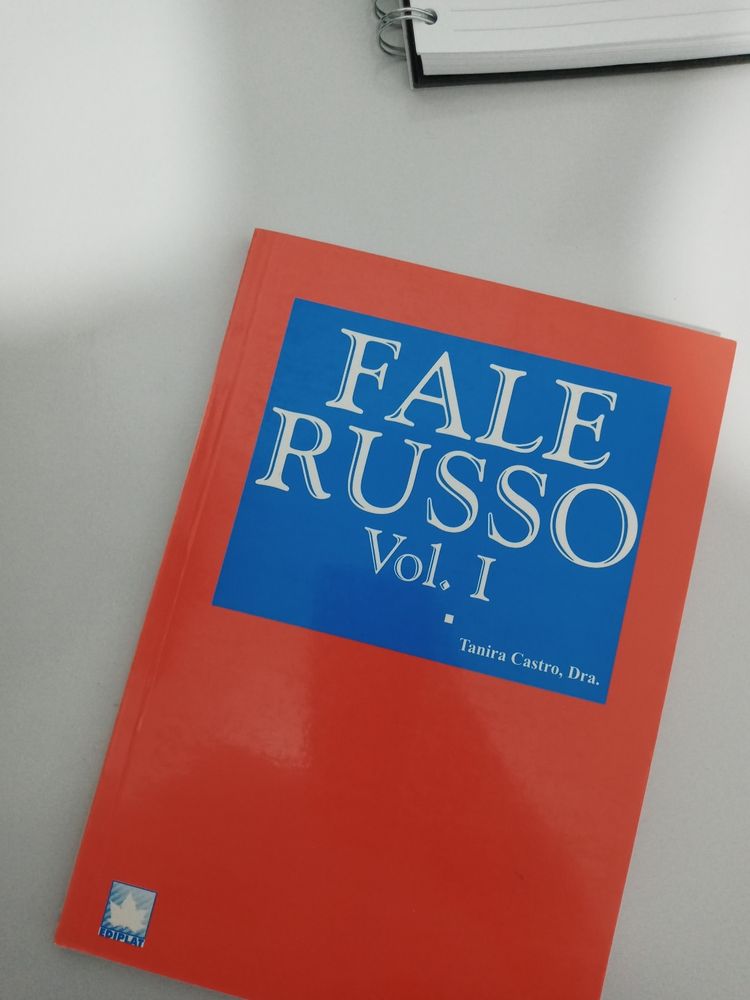 FALE
RUSSO
Vol. I
Tanira Castro, Dra.
EDIPLAT